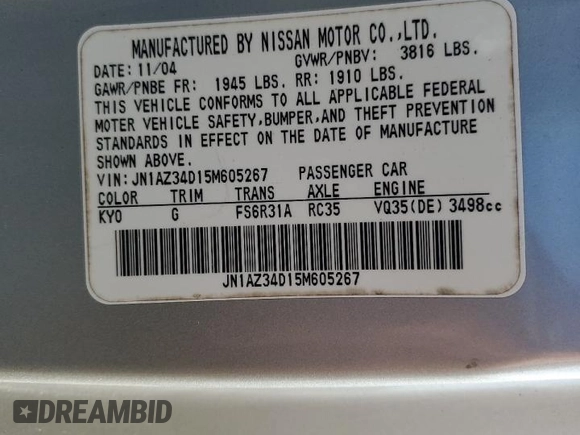 MANUFACTURED BY NISSAN MOTOR CO.,LTD.
DATE: 11/04 GVWR/PNBV: 3816 LBS.
GAWR/PNBE FR: 1945 LBS. RR: 1910 LBS.
THIS VEHICLE CONFORMS TO ALL APPLICABLE FEDERAL
MOTOR VEHICLE SAFETY,BUMPER,AND THEFT PREVENTION
STANDARDS IN EFFECT ON THE DATE OF MANUFACTURE
SHOWN ABOVE.
VIN: JN1AZ34D15M605267 PASSENGER CAR
COLOR TRIM TRANS AXLE ENGINE
KYO G FS6R31A RC35 VQ35(DE) 3498cc
JN1AZ34D15M605267
DREAMBID